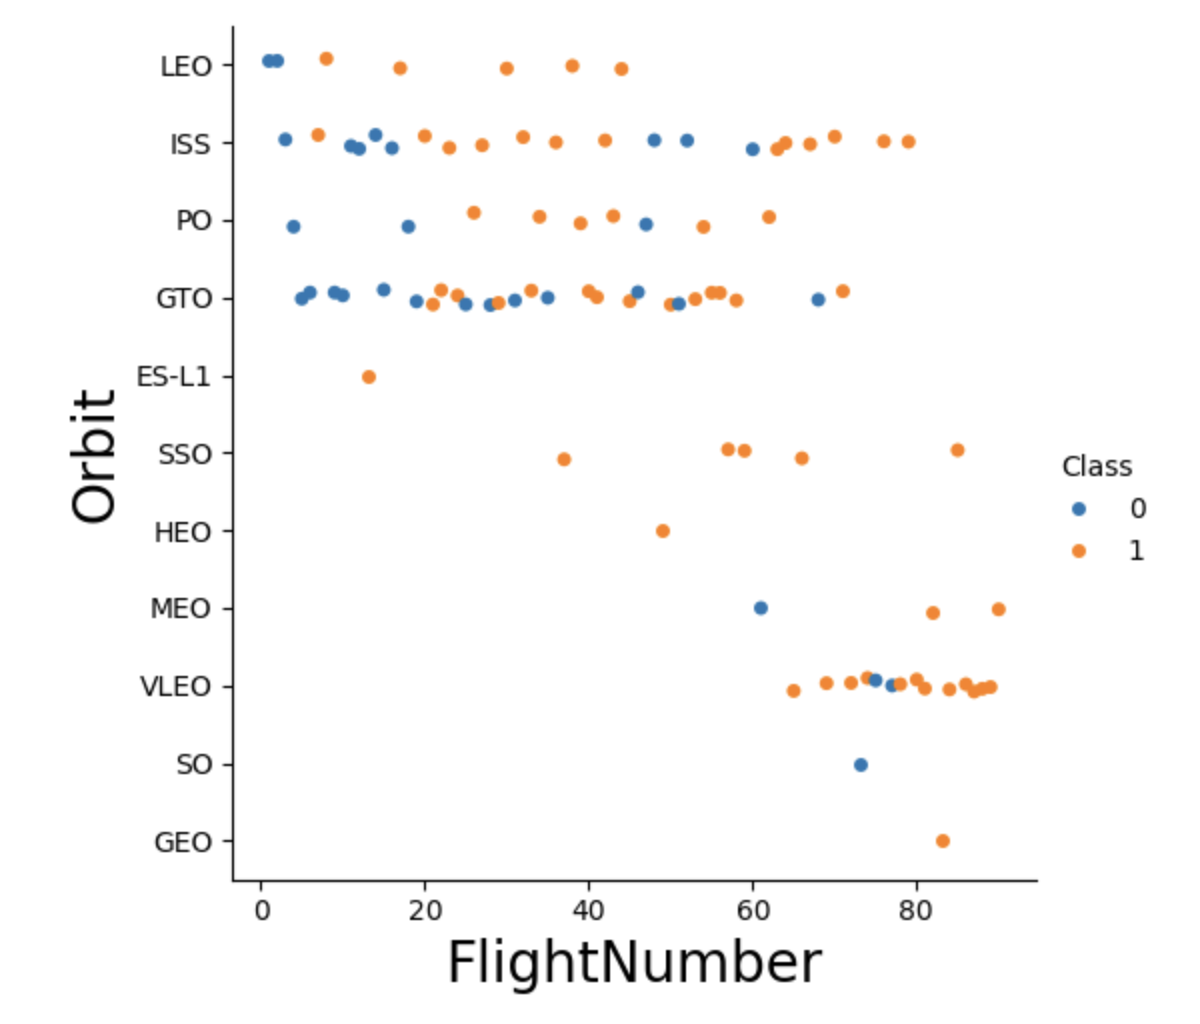 LEO
ISS
PO
GTO
ES-L1
SSO
HEO
MEO
VLEO
SO
GEO
Orbit
0 20 40 60 80
FlightNumber
Class
0
1